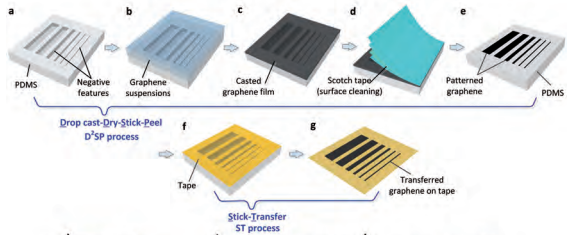 a
b
c
d
e
PDMS
Negative
features
Graphene
suspensions
Casted
graphene film
Scotch tape
(surface cleaning)
Patterned
graphene
PDMS
Drop cast-Dry-Stick-Peel
D²SP process
f
g
Tape
Transferred
graphene on tape
Stick-Transfer
ST process